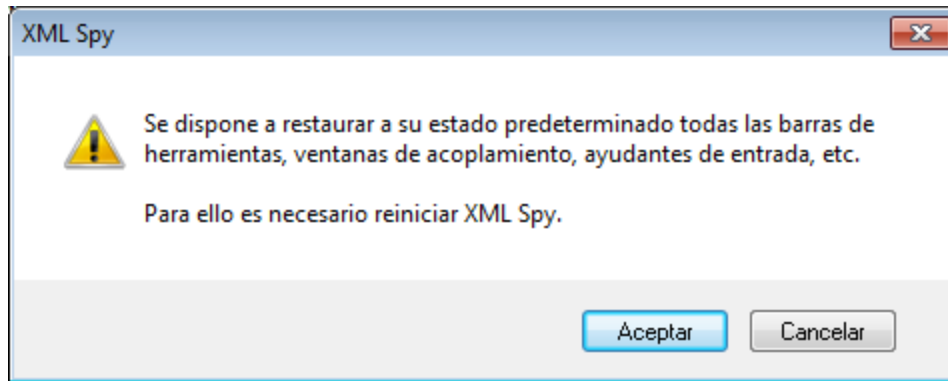 XML Spy
Se dispone a restaurar a su estado predeterminado todas las barras de
herramientas, ventanas de acoplamiento, ayudantes de entrada, etc.
Para ello es necesario reiniciar XML Spy.
Aceptar
Cancelar